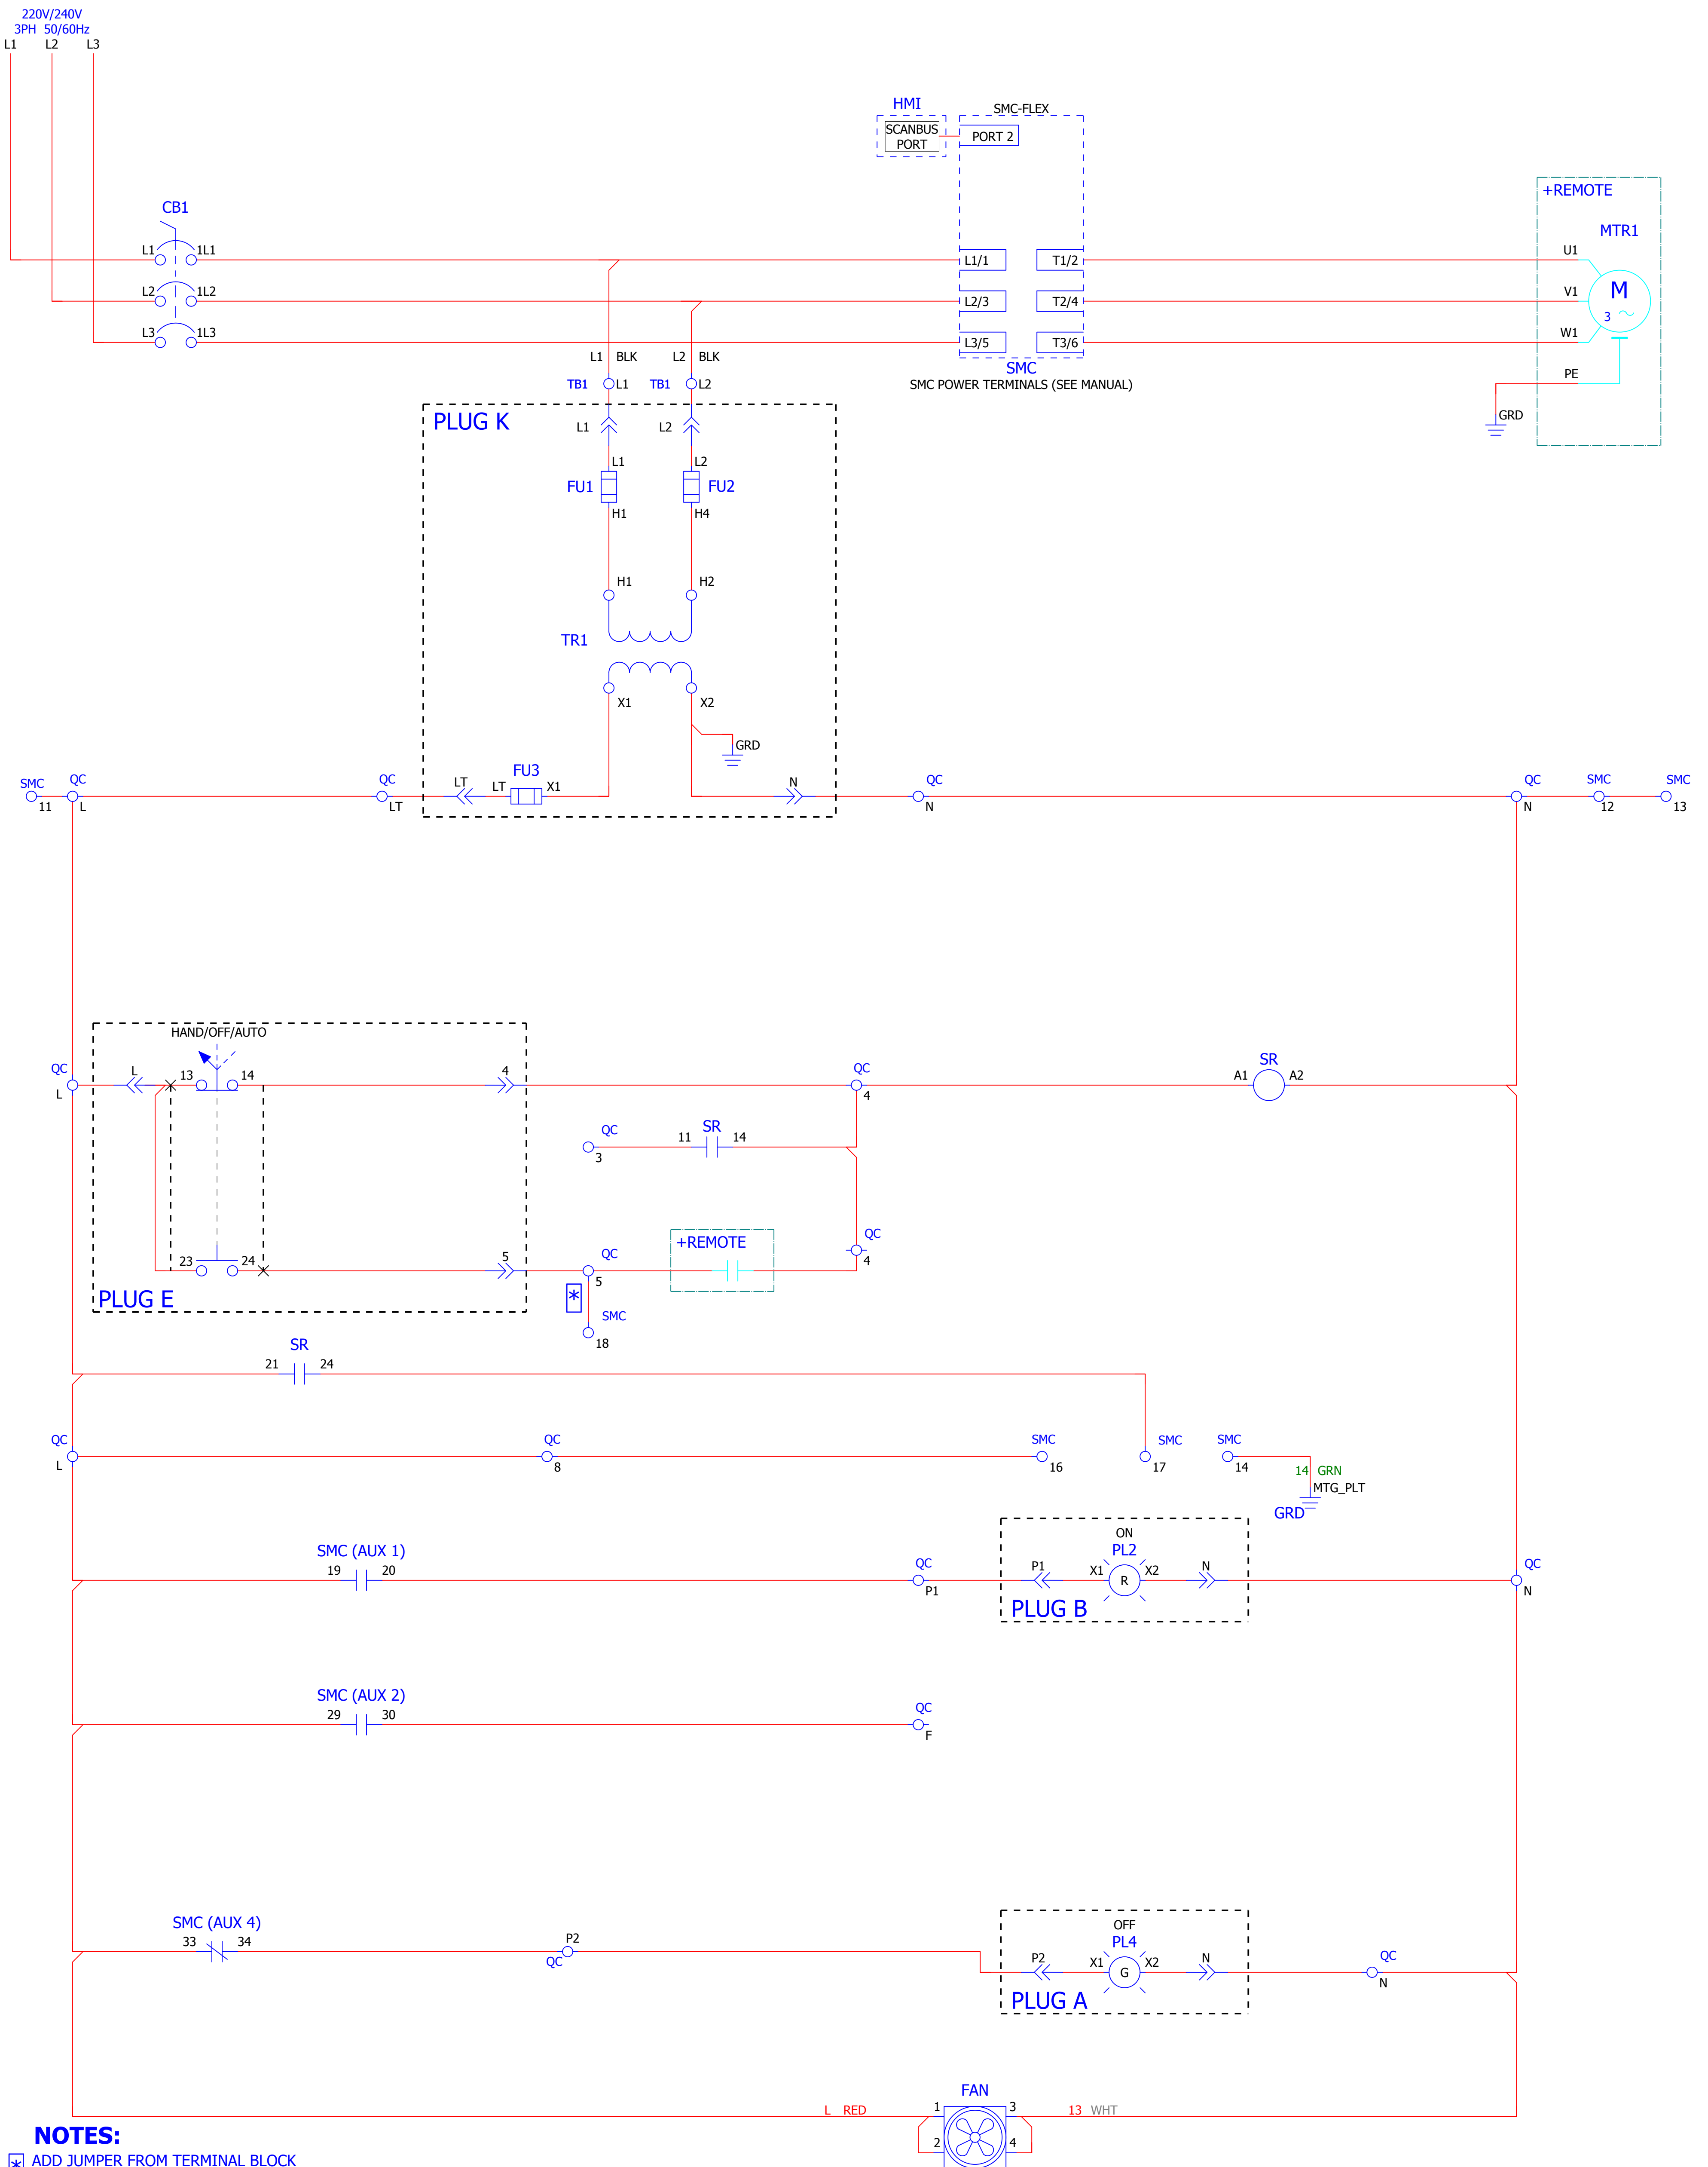 220V/240V
3PH 50/60Hz
L1 L2 L3
HMI
SMC-FLEX
SCANBUS
PORT
PORT 2
+REMOTE
CB1
MTR1
L1 1L1
L1/1 T1/2
U1
L2 1L2
L2/3 T2/4
V1
M
3
L3 1L3
L3/5 T3/6
W1
L1 BLK L2 BLK
SMC
SMC POWER TERMINALS (SEE MANUAL)
PE
TB1 L1 TB1 L2
GRD
PLUG K
L1 L2
L1 L2
FU1 FU2
H1 H4
H1 H2
TR1
X1 X2
GRD
SMC QC QC LT FU3 N QC QC SMC SMC
LT X1
11 L LT N N 12 13
HAND/OFF/AUTO
QC L 13 14 4 QC SR
A1 A2
L 4
SR
QC 11 14
3
+REMOTE
QC
23 24 5 QC
4
5
PLUG E
*
SMC
18
SR
21 24
QC QC SMC SMC SMC
L 8 16 17 14
14 GRN
MTG_PLT
GRD
ON
SMC (AUX 1)
PL2
19 20 QC P1 X1 R X2 N QC
P1 N
PLUG B
SMC (AUX 2)
29 30 QC
F
SMC (AUX 4)
OFF
33 34 P2
PL4
QC
P2 X1 G X2 N QC
N
PLUG A
FAN
L RED 1 3 13 WHT
2 4
NOTES:
* ADD JUMPER FROM TERMINAL BLOCK